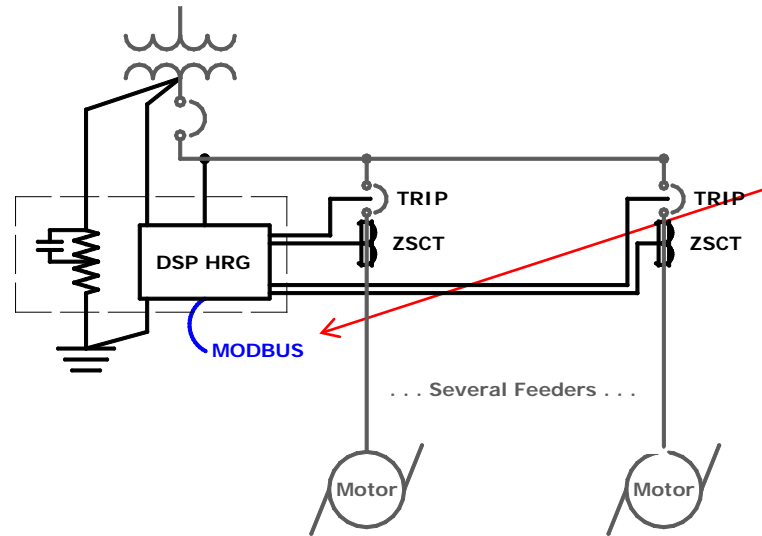 TRIP
TRIP
ZSCT
ZSCT
DSP HRG
MODBUS
. . . Several Feeders . . .
Motor
Motor